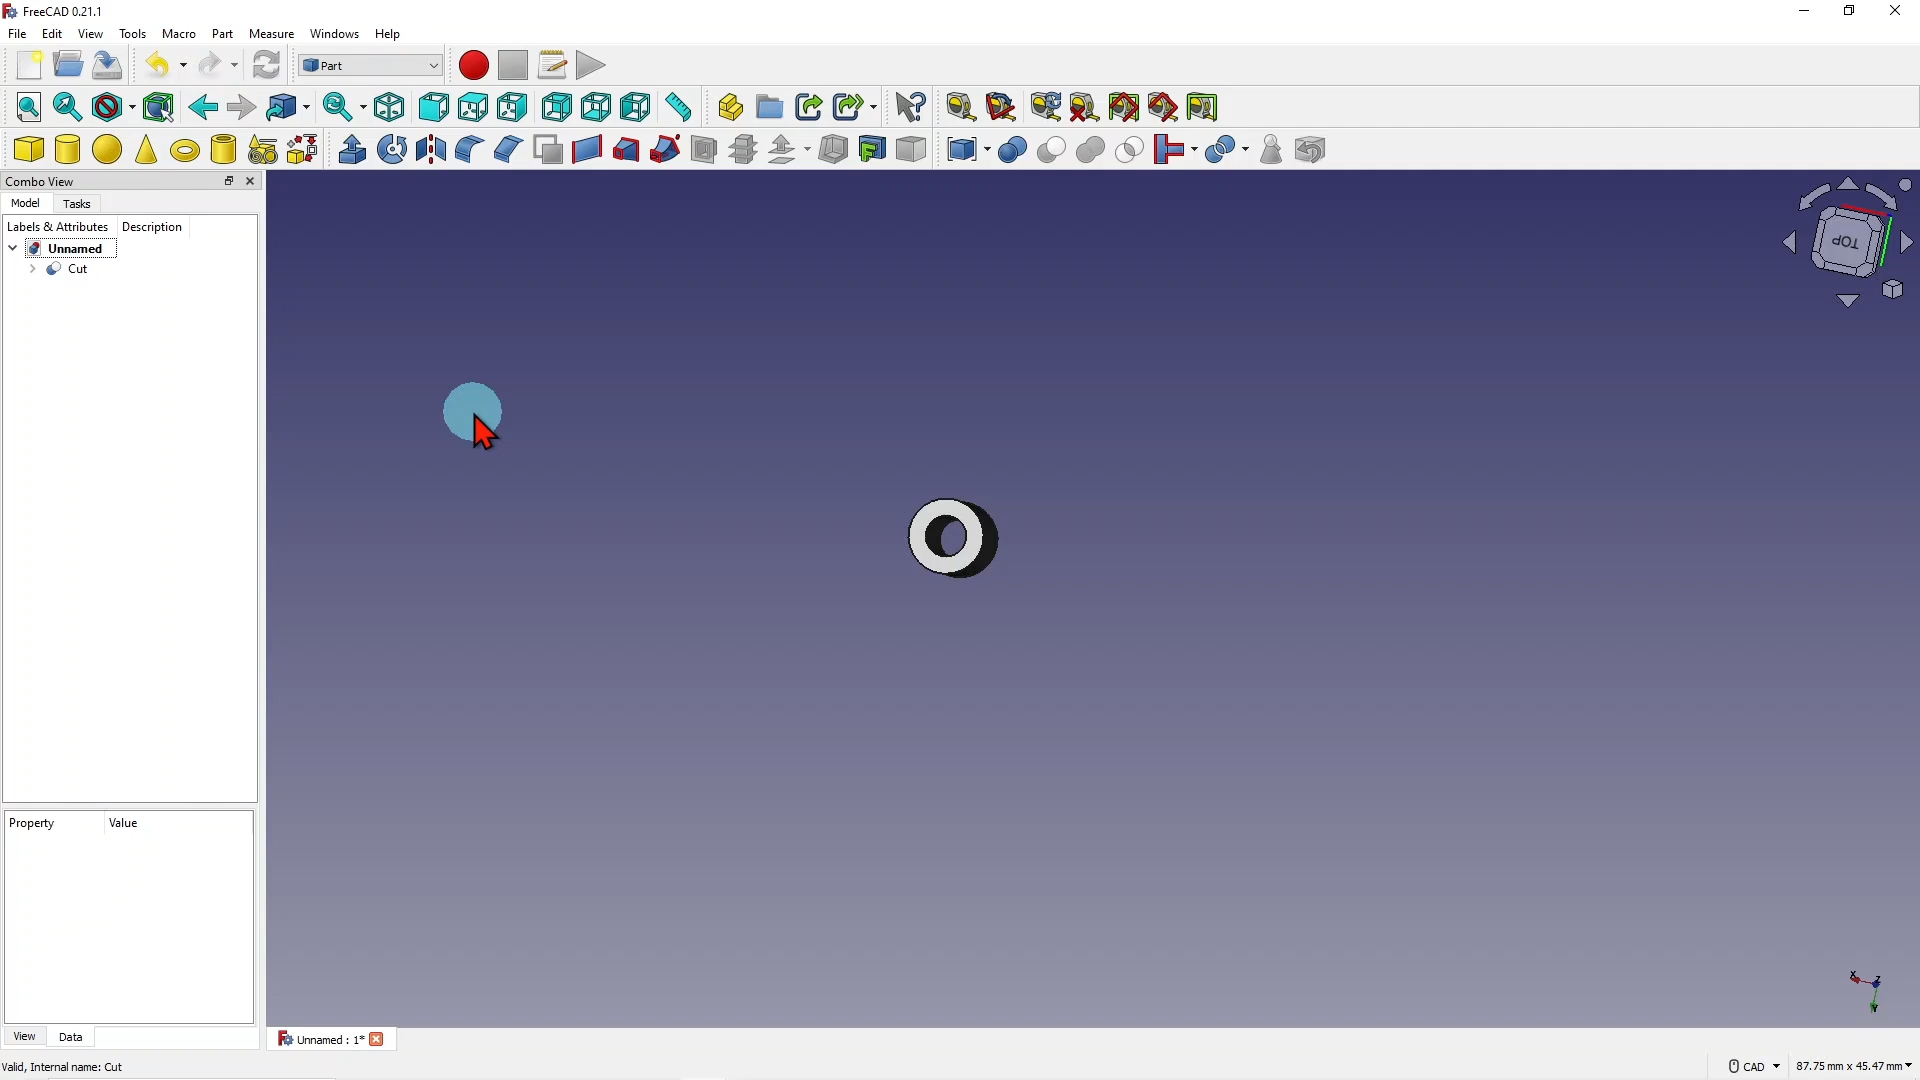 FreeCAD 0.21.1
File Edit View Tools Macro Part Measure Windows Help
Part
Combo View
Model Tasks
Labels & Attributes Description
Unnamed
Cut
TOP
Property Value
X Z
Y
View Data
Unnamed : 1*
Valid, Internal name: Cut
CAD 87.75 mm x 45.47 mm